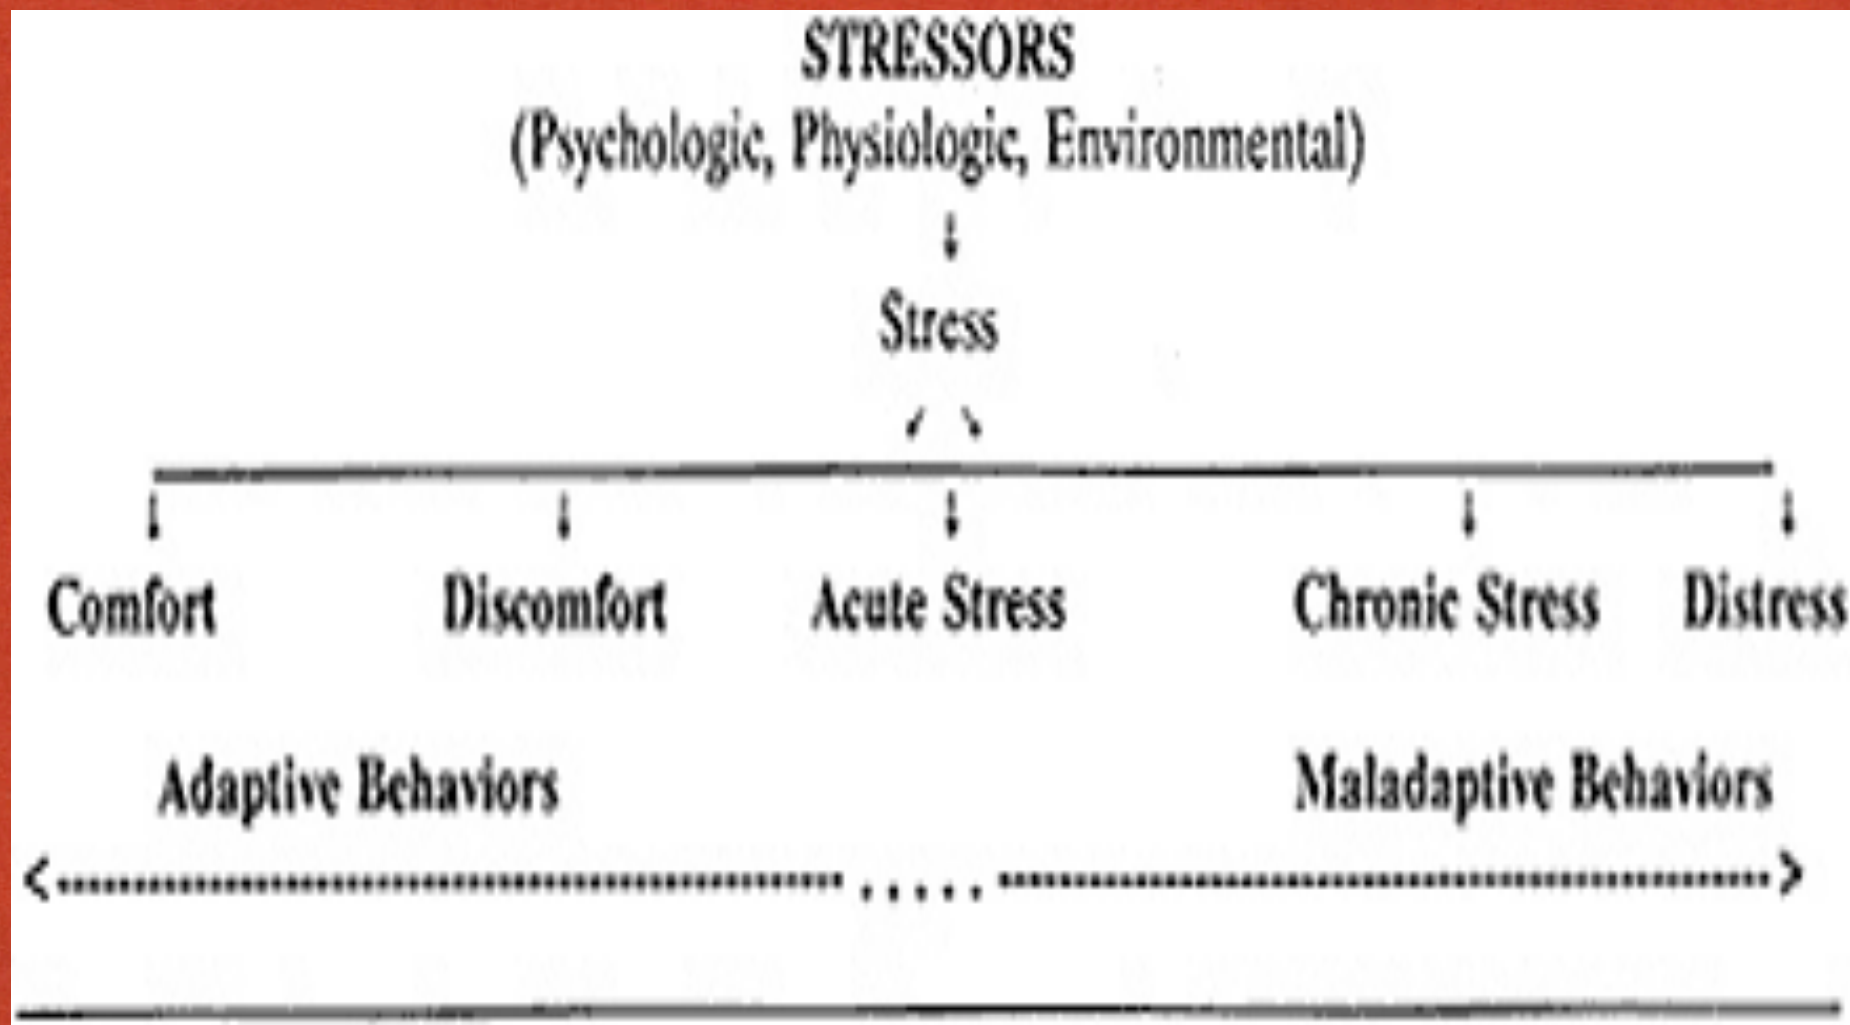 STRESSORS
(Psychologic, Physiologic, Environmental)
Stress
Comfort Discomfort Acute Stress Chronic Stress Distress
Adaptive Behaviors Maladaptive Behaviors